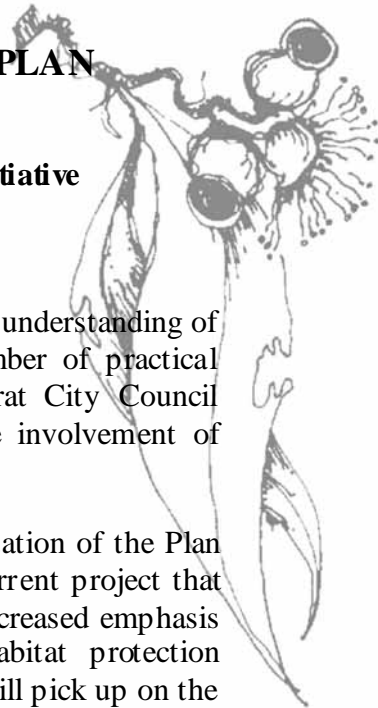 PLAN
tiative
understanding of
mber of practical
rat City Council
e involvement of
ation of the Plan
rrent project that
creased emphasis
abitat protection
ill pick up on the